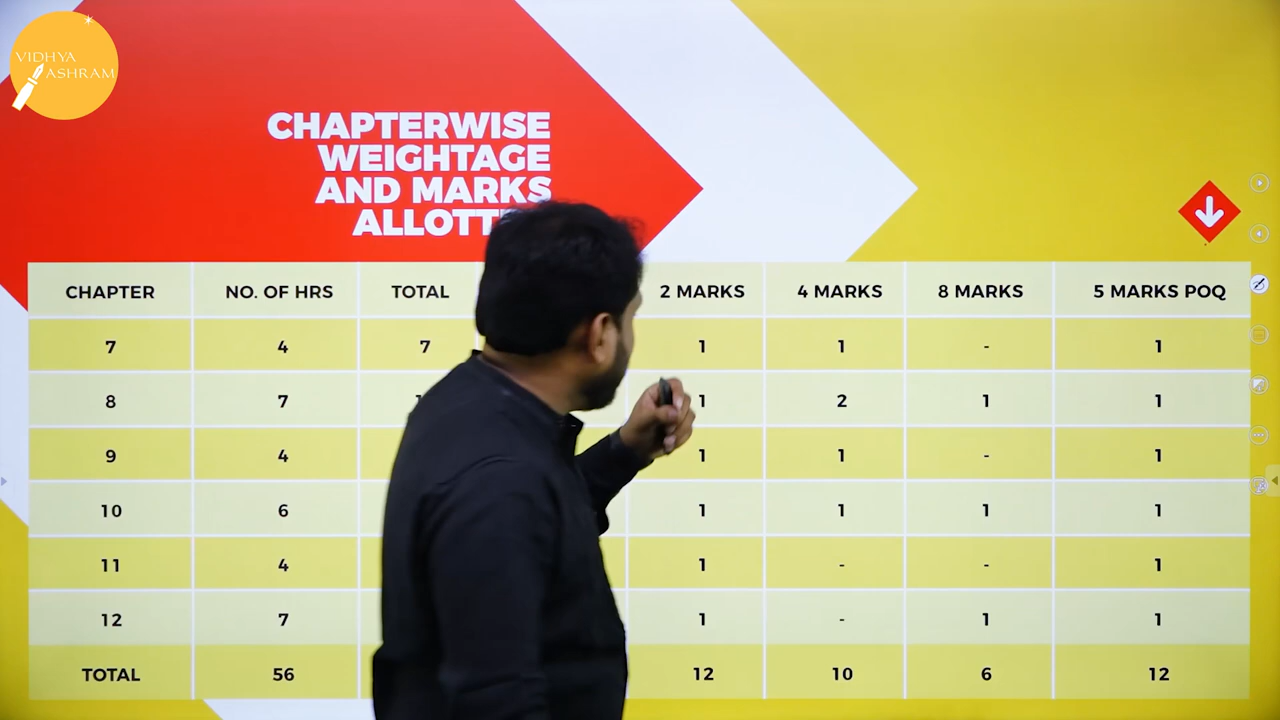 VIDHYA
ASHRAM
CHAPTERWISE
WEIGHTAGE
AND MARKS
CHAPTER NO. OF HRS TOTAL 2 MARKS 4 MARKS 8 MARKS 5 MARKS POQ
7 4 7 1 1 - 1
8 7 1 2 1 1
9 4 1 1 - 1
10 6 1 1 1 1
11 4 1 - - 1
12 7 1 - 1 1
TOTAL 56 12 10 6 12